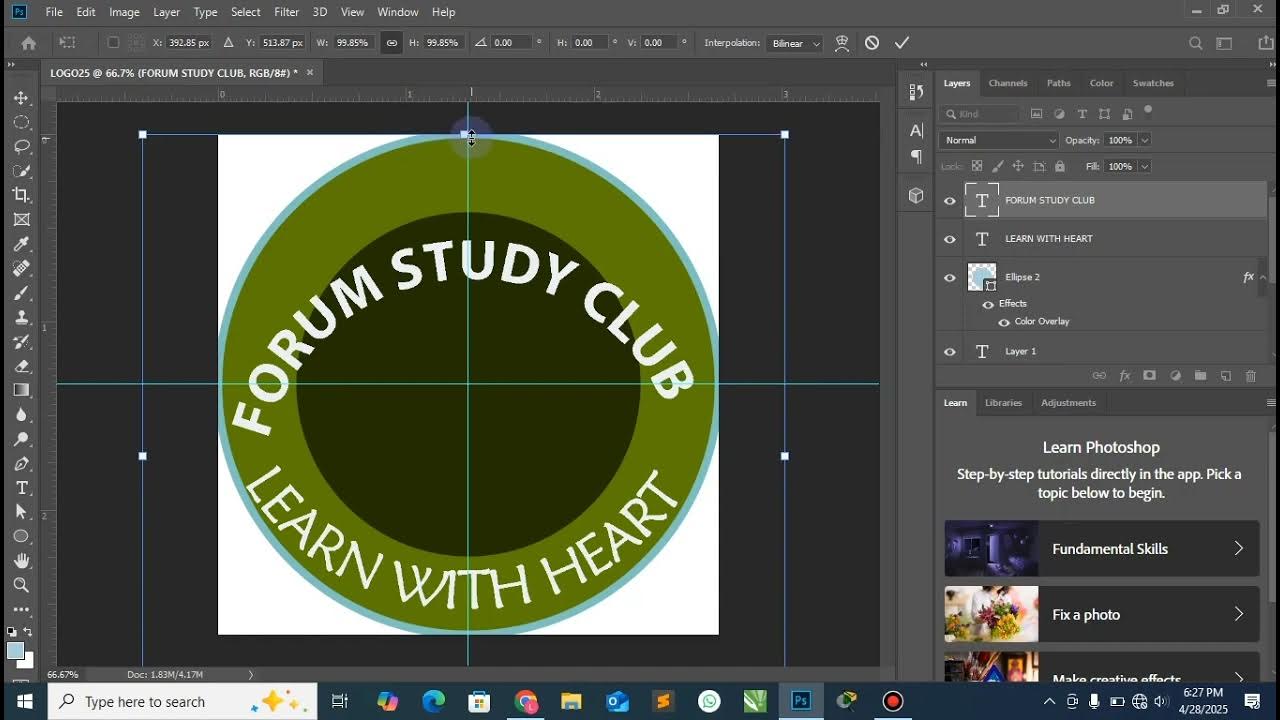 Ps File Edit Image Layer Type Select Filter 3D View Window Help
X: 392.85 px Y: 513.87 px W: 99.85% H: 99.85% 0.00 ° H: 0.00 ° V: 0.00 ° Interpolation: Bilinear
LOGO25 @ 66.7% (FORUM STUDY CLUB, RGB/8#) * ×
0 1 2 3
Layers Channels Paths Color Swatches
Kind
Normal Opacity: 100%
Lock: Fill: 100%
T FORUM STUDY CLUB
T LEARN WITH HEART
Ellipse 2 fx
Effects
Color Overlay
T Layer 1
FORUM STUDY CLUB
LEARN WITH HEART
Learn Libraries Adjustments
Learn Photoshop
Step-by-step tutorials directly in the app. Pick a
topic below to begin.
Fundamental Skills
Fix a photo
Make creative effects
66.67% Doc: 1.83M/4.17M
Type here to search
6:27 PM
4/28/2025